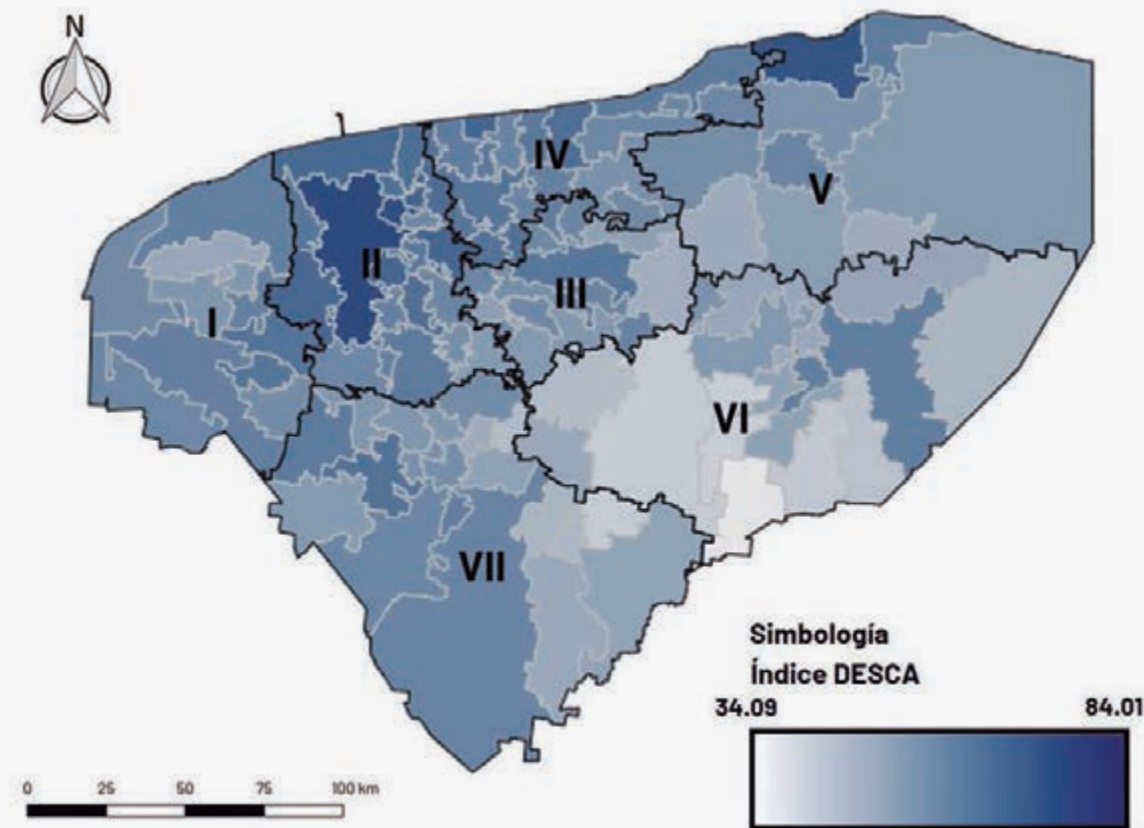 N
IV
V
II
III
I
VI
VII
Simbología
Índice DESCA
34.09 84.01
0 25 50 75 100 km